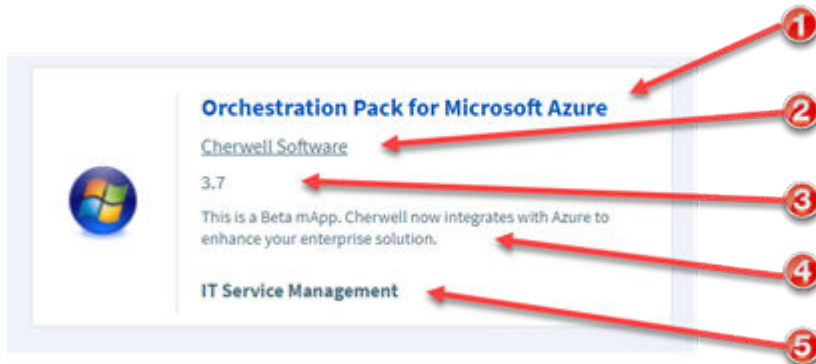 1
Orchestration Pack for Microsoft Azure
2
Cherwell Software
3.7
3
This is a Beta mApp. Cherwell now integrates with Azure to
enhance your enterprise solution.
4
IT Service Management
5